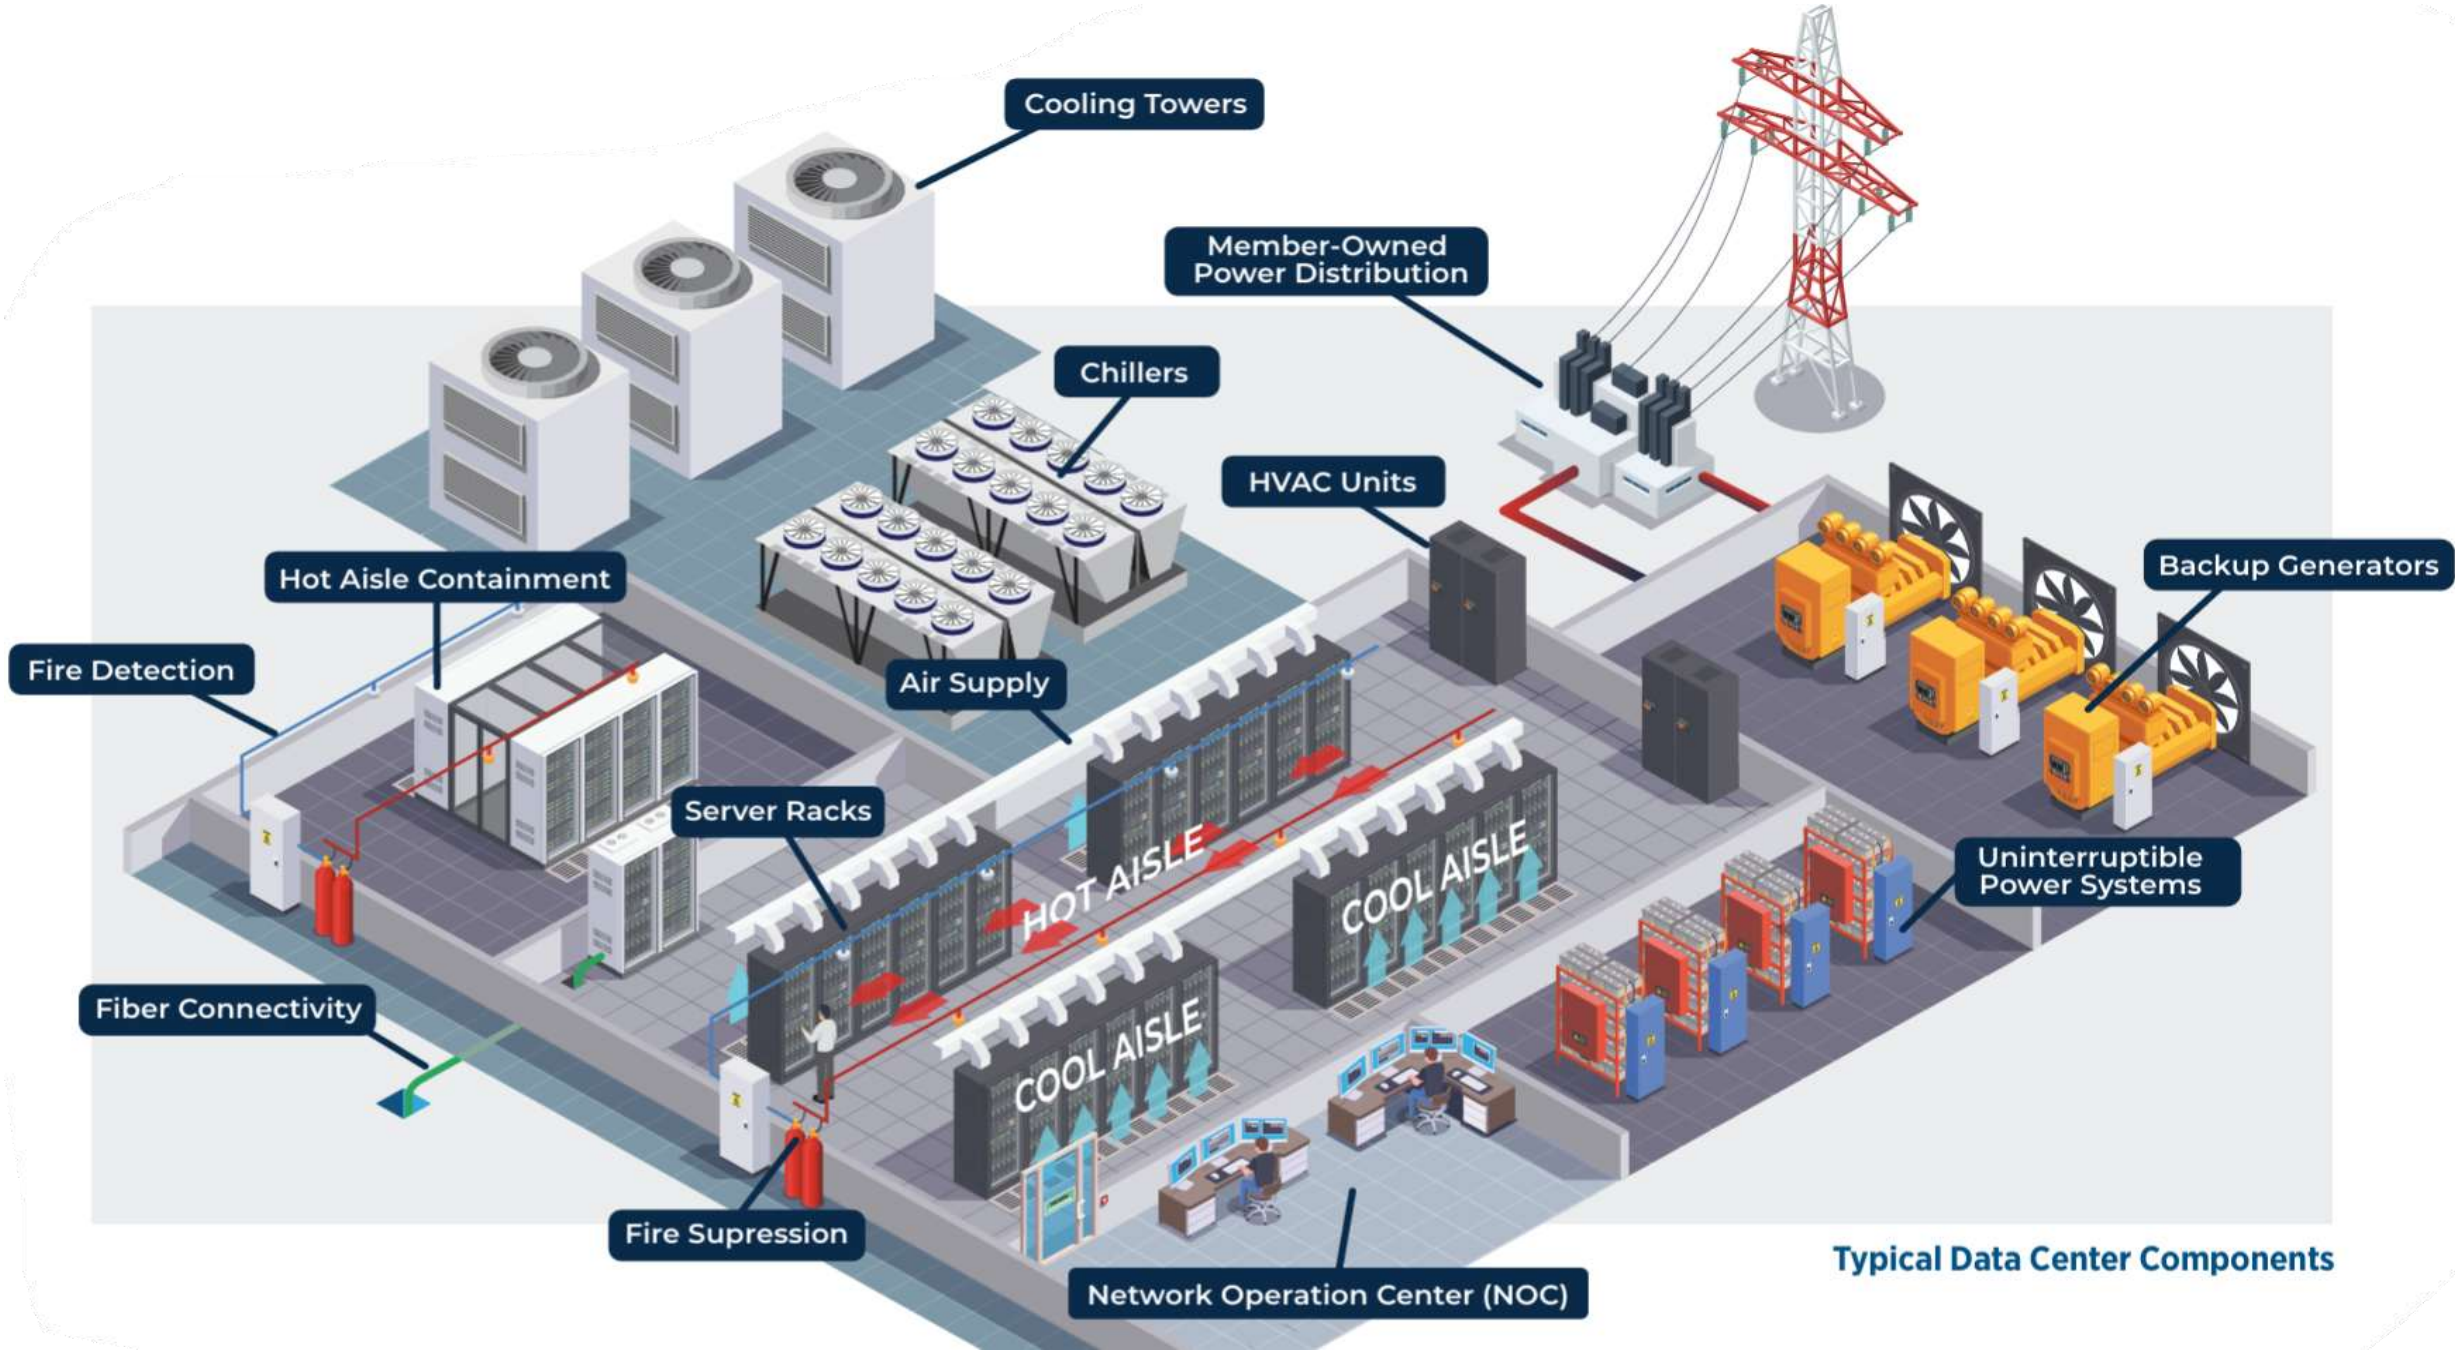 Cooling Towers
Member-Owned
Power Distribution
Chillers
HVAC Units
Backup Generators
Hot Aisle Containment
Fire Detection
Air Supply
Server Racks
HOT AISLE
COOL AISLE
Uninterruptible
Power Systems
Fiber Connectivity
COOL AISLE
Fire Supression
Network Operation Center (NOC)
Typical Data Center Components